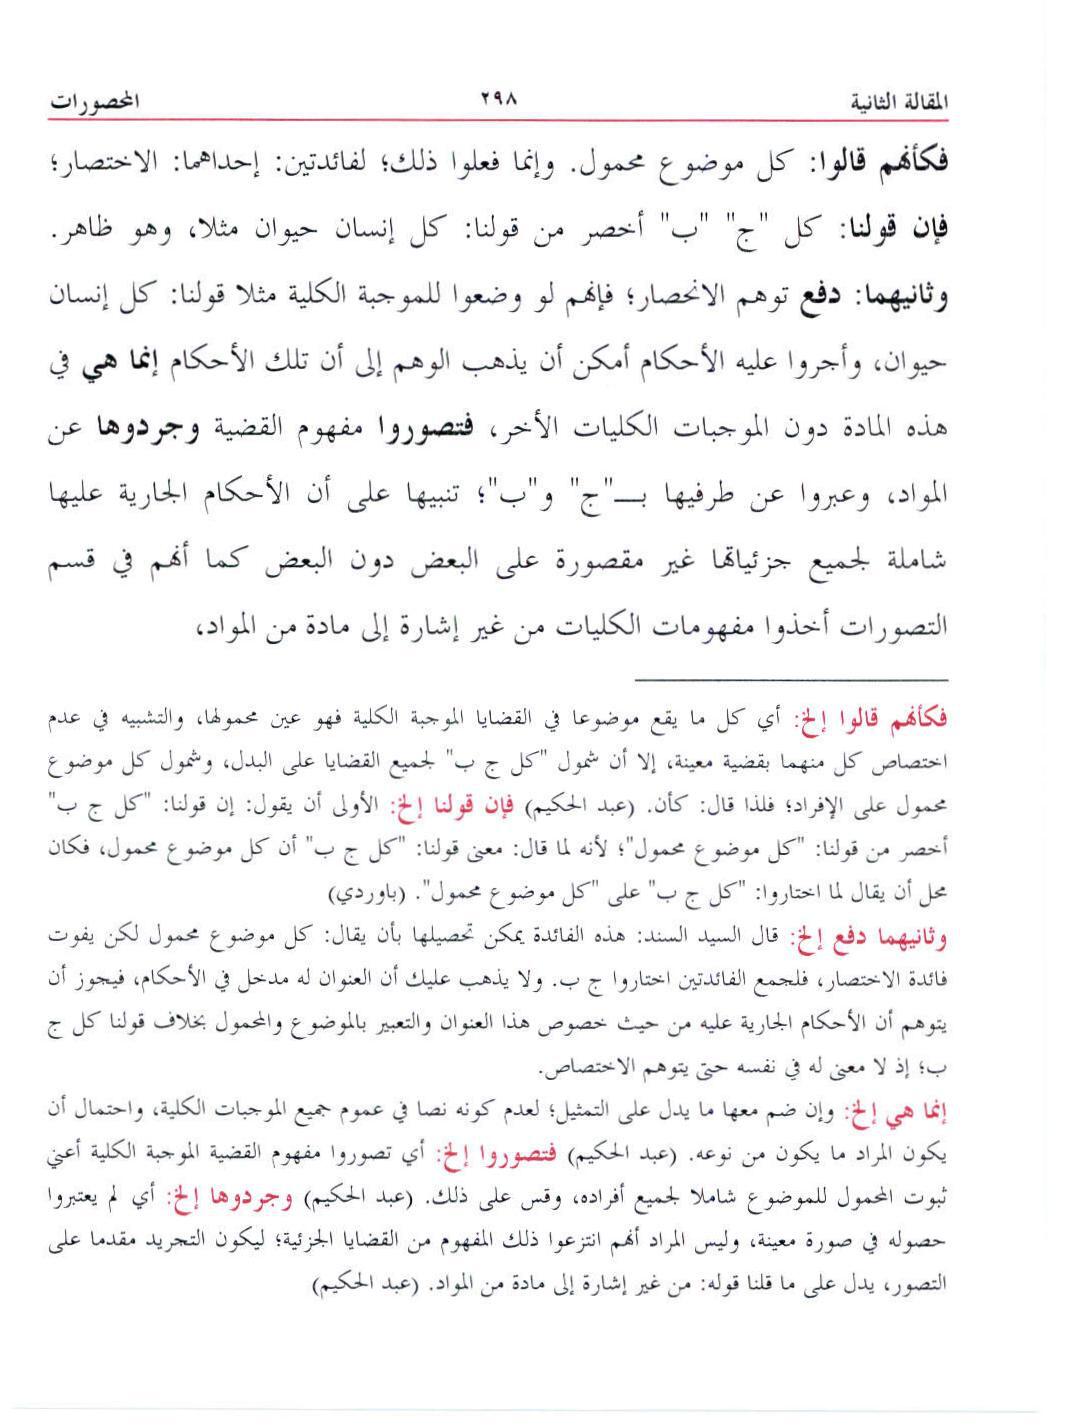 المقالة الثانية ٢٩٨ المحصورات
فكأنهم قالوا: كل موضوع محمول. وإنما فعلوا ذلك؛ لفائدتين: إحداهما: الاختصار؛
فإن قولنا: كل "ج" "ب" أخصر من قولنا: كل إنسان حيوان مثلا، وهو ظاهر.
وثانيهما: دفع توهم الانحصار؛ فإنهم لو وضعوا للموجبة الكلية مثلا قولنا: كل إنسان
حيوان، وأجروا عليه الأحكام أمكن أن يذهب الوهم إلى أن تلك الأحكام إنما هي في
هذه المادة دون الموجبات الكليات الأخر، فتصوروا مفهوم القضية وجردوها عن
المواد، وعبروا عن طرفيها بــ"ج" و"ب"؛ تنبيها على أن الأحكام الجارية عليها
شاملة لجميع جزئياتها غير مقصورة على البعض دون البعض كما أنهم في قسم
التصورات أخذوا مفهومات الكليات من غير إشارة إلى مادة من المواد،
فكأنهم قالوا إلخ: أي كل ما يقع موضوعا في القضايا الموجبة الكلية فهو عين محمولها، والتشبيه في عدم
اختصاص كل منهما بقضية معينة، إلا أن شمول "كل ج ب" لجميع القضايا على البدل، وشمول كل موضوع
محمول على الإفراد؛ فلذا قال: كأن. (عبد الحكيم) فإن قولنا إلخ: الأولى أن يقول: إن قولنا: "كل ج ب"
أخصر من قولنا: "كل موضوع محمول"؛ لأنه لما قال: معنى قولنا: "كل ج ب" أن كل موضوع محمول، فكان
محل أن يقال لما اختاروا: "كل ج ب" على "كل موضوع محمول". (باوردي)
وثانيهما دفع إلخ: قال السيد السند: هذه الفائدة يمكن تحصيلها بأن يقال: كل موضوع محمول لكن يفوت
فائدة الاختصار، فلجمع الفائدتين اختاروا ج ب. ولا يذهب عليك أن العنوان له مدخل في الأحكام، فيجوز أن
يتوهم أن الأحكام الجارية عليه من حيث خصوص هذا العنوان والتعبير بالموضوع والمحمول بخلاف قولنا كل ج
ب؛ إذ لا معنى له في نفسه حتى يتوهم الاختصاص.
إنما هي إلخ: وإن ضم معها ما يدل على التمثيل؛ لعدم كونه نصا في عموم جميع الموجبات الكلية، واحتمال أن
يكون المراد ما يكون من نوعه. (عبد الحكيم) فتصوروا إلخ: أي تصوروا مفهوم القضية الموجبة الكلية أعني
ثبوت المحمول للموضوع شاملا لجميع أفراده، وقس على ذلك. (عبد الحكيم) وجردوها إلخ: أي لم يعتبروا
حصوله في صورة معينة، وليس المراد أنهم انتزعوا ذلك المفهوم من القضايا الجزئية؛ ليكون التجريد مقدما على
التصور، يدل على ما قلنا قوله: من غير إشارة إلى مادة من المواد. (عبد الحكيم)